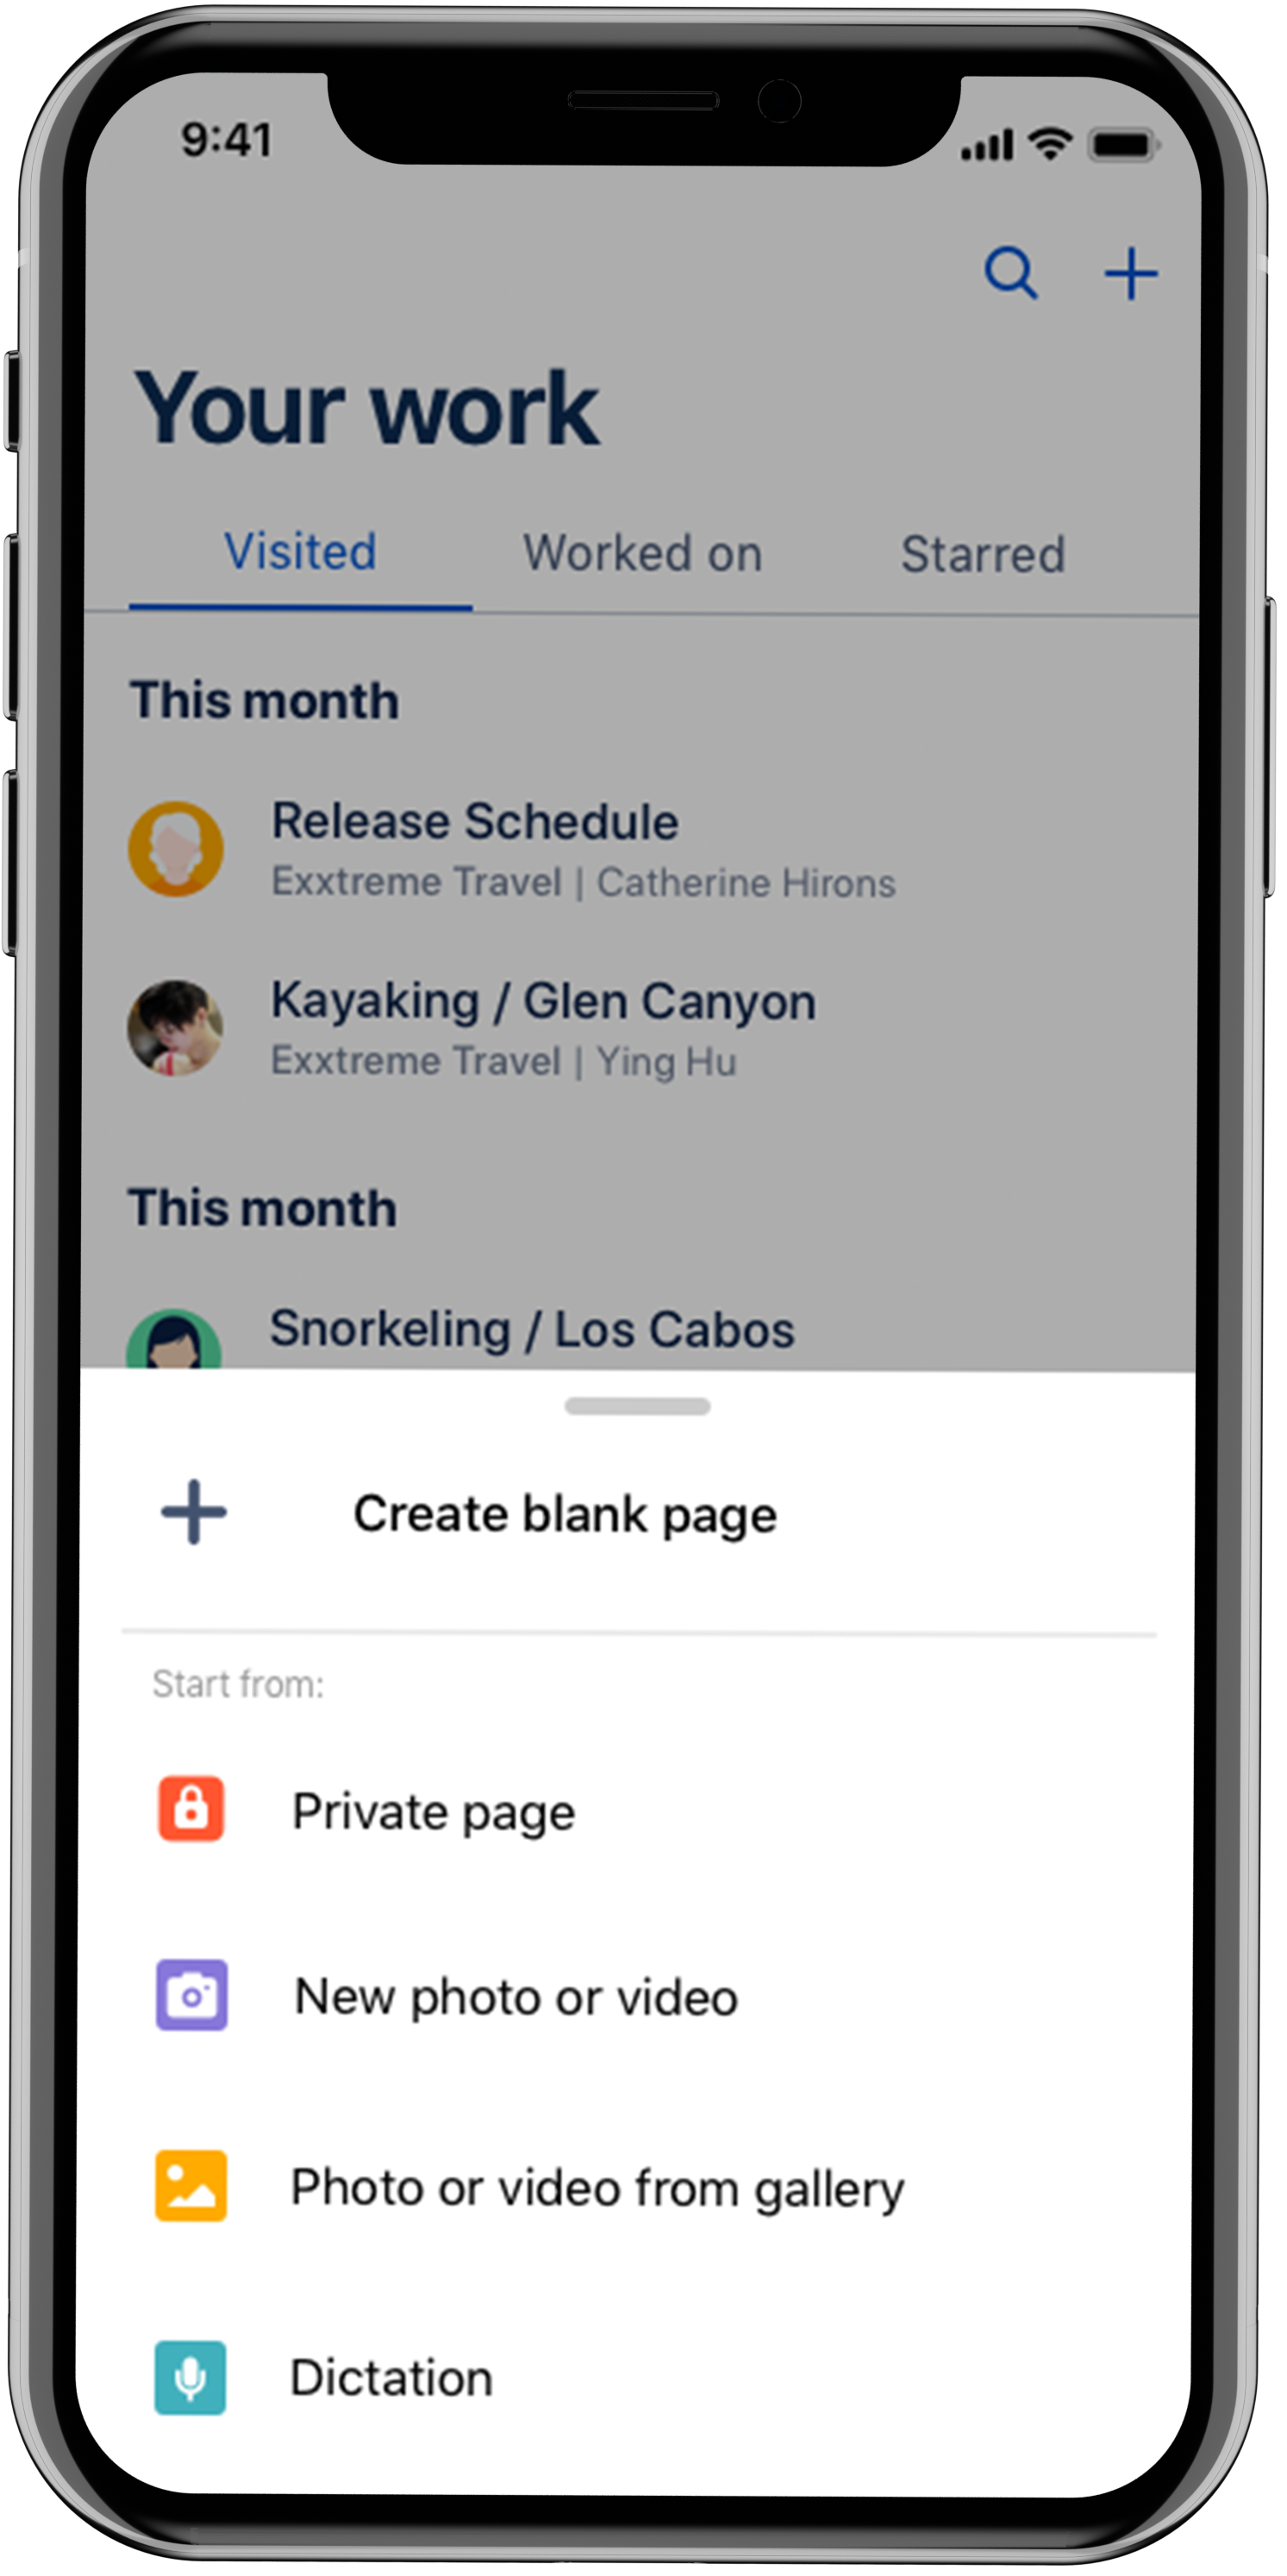 9:41
Your work
Visited Worked on Starred
This month
Release Schedule
Exxtreme Travel | Catherine Hirons
Kayaking / Glen Canyon
Exxtreme Travel | Ying Hu
This month
Snorkeling / Los Cabos
Create blank page
Start from:
Private page
New photo or video
Photo or video from gallery
Dictation